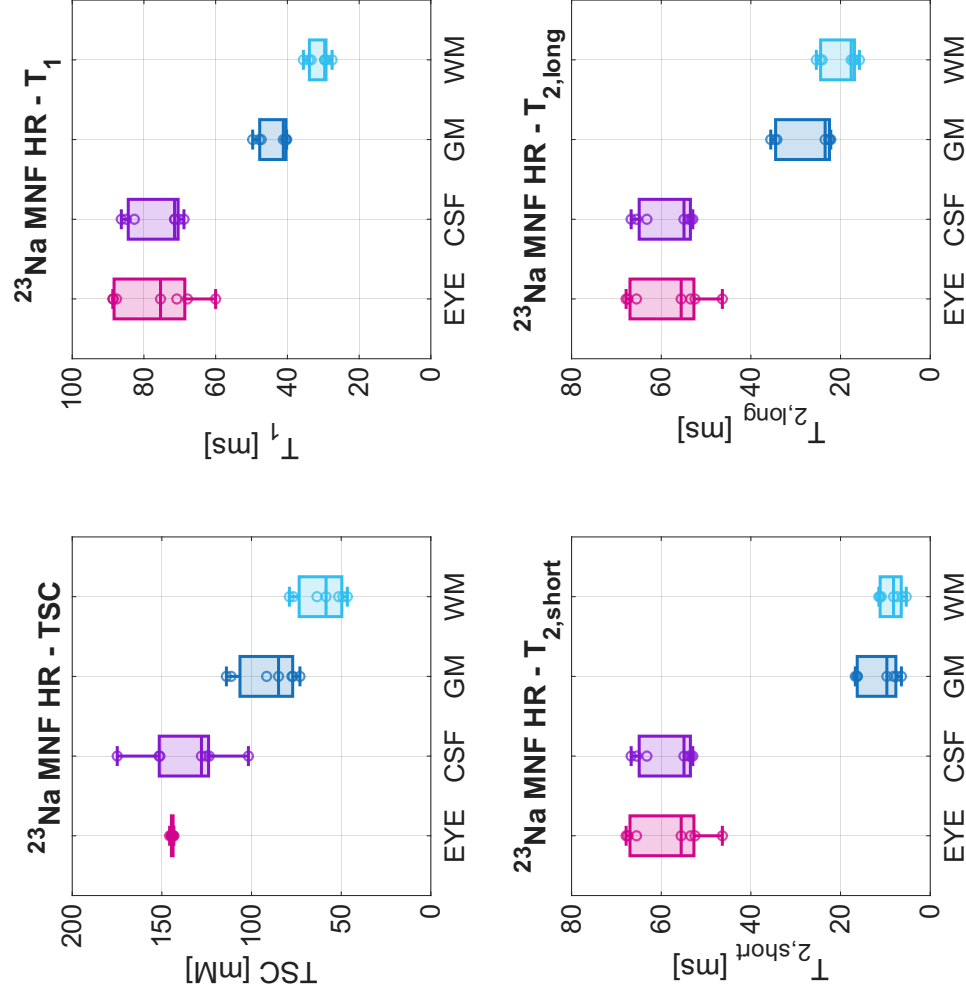 ²³Na MNF HR - TSC
TSC [mM]
200
150
100
50
0
EYE CSF GM WM
²³Na MNF HR - T₁
T₁ [ms]
100
80
60
40
20
0
EYE CSF GM WM
²³Na MNF HR - T₂,short
T₂,short [ms]
80
60
40
20
0
EYE CSF GM WM
²³Na MNF HR - T₂,long
T₂,long [ms]
80
60
40
20
0
EYE CSF GM WM